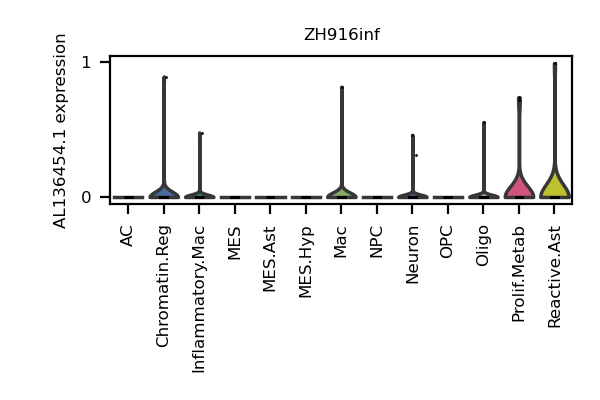 ZH916inf
AL136454.1 expression
1
0
AC
Chromatin.Reg
Inflammatory.Mac
MES
MES.Ast
MES.Hyp
Mac
NPC
Neuron
OPC
Oligo
Prolif.Metab
Reactive.Ast